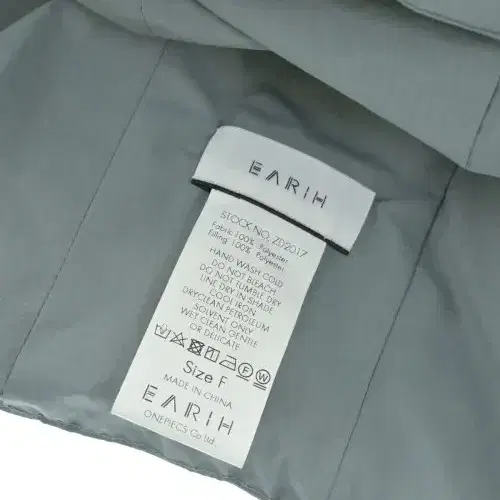 EARIH
STOCK NO. ZD2017
Fabric 100% Polyester
Filling 100% Polyester
HAND WASH COLD
DO NOT BLEACH
DO NOT TUMBLE DRY
LINE DRY IN SHADE
COOL IRON
DRYCLEAN PETROLEUM
SOLVENT ONLY
WET CLEAN GENTLE
OR DELICATE
Size F
MADE IN CHINA
EARIH
ONEPIECS Co Ltd.